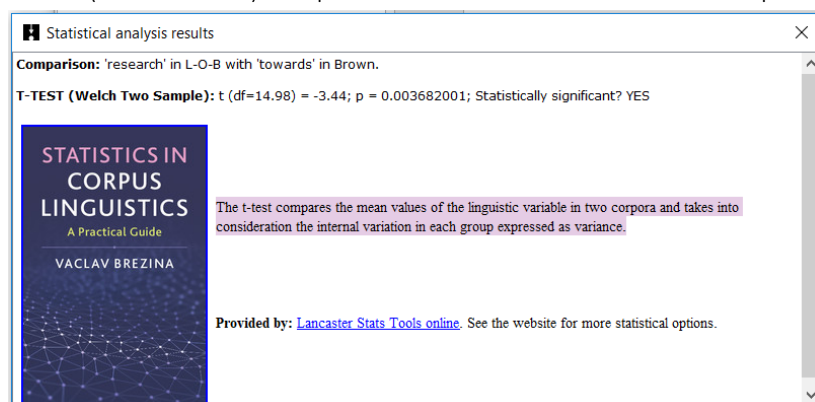 Statistical analysis results
Comparison: 'research' in L-O-B with 'towards' in Brown.
T-TEST (Welch Two Sample): t (df=14.98) = -3.44; p = 0.003682001; Statistically significant? YES
STATISTICS IN
CORPUS
LINGUISTICS
A Practical Guide
VACLAV BREZINA
The t-test compares the mean values of the linguistic variable in two corpora and takes into
consideration the internal variation in each group expressed as variance.
Provided by: Lancaster Stats Tools online. See the website for more statistical options.